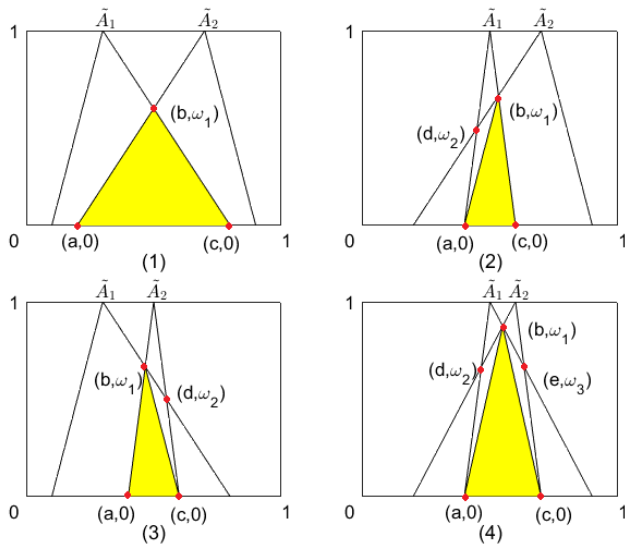 Ã₁ Ã₂
1
(b,ω₁)
0 (a,0) (c,0) 1
(1)
Ã₁ Ã₂
1
(b,ω₁)
(d,ω₂)
0 (a,0) (c,0) 1
(2)
Ã₁ Ã₂
1
(b,ω₁)
(d,ω₂)
0 (a,0) (c,0) 1
(3)
Ã₁ Ã₂
1
(b,ω₁)
(d,ω₂) (e,ω₃)
0 (a,0) (c,0) 1
(4)